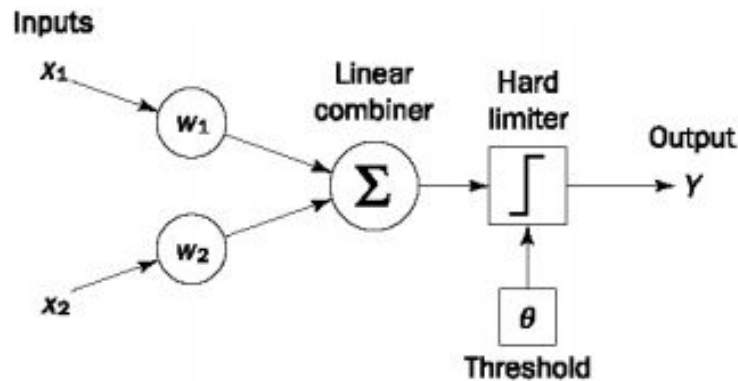 Inputs
x1
w1
Linear
combiner
Σ
Hard
limiter
Output
Y
w2
x2
θ
Threshold